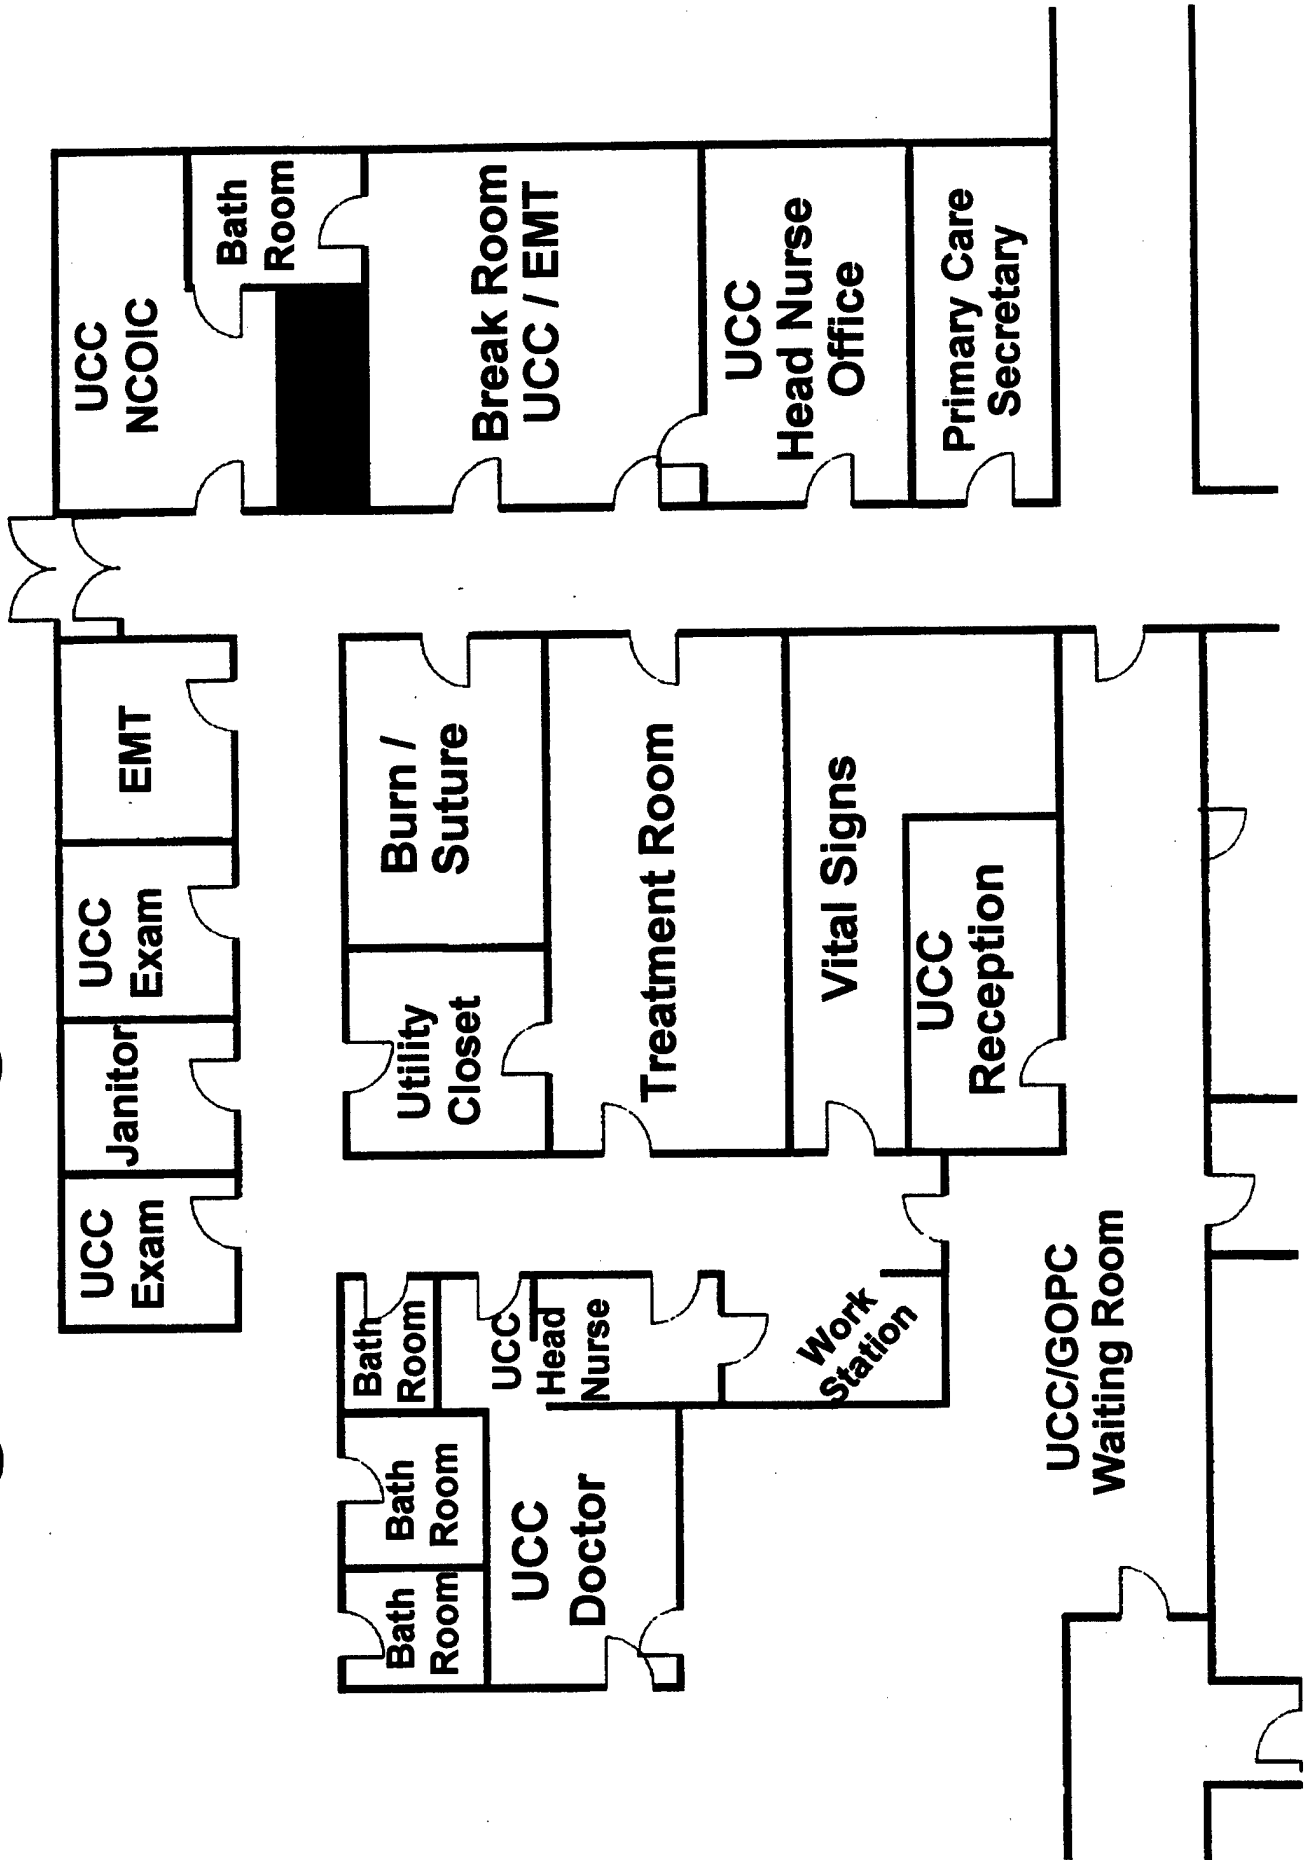 UCC
NCOIC
Bath
Room
Break Room
UCC / EMT
UCC
Head Nurse
Office
Primary Care
Secretary
EMT
UCC
Exam
Janitor
UCC
Exam
Burn /
Suture
Utility
Closet
Treatment Room
Vital Signs
UCC
Reception
Bath
Room
UCC
Head
Nurse
Work
Station
Bath
Room
Bath
Room
UCC
Doctor
UCC/GOPC
Waiting Room